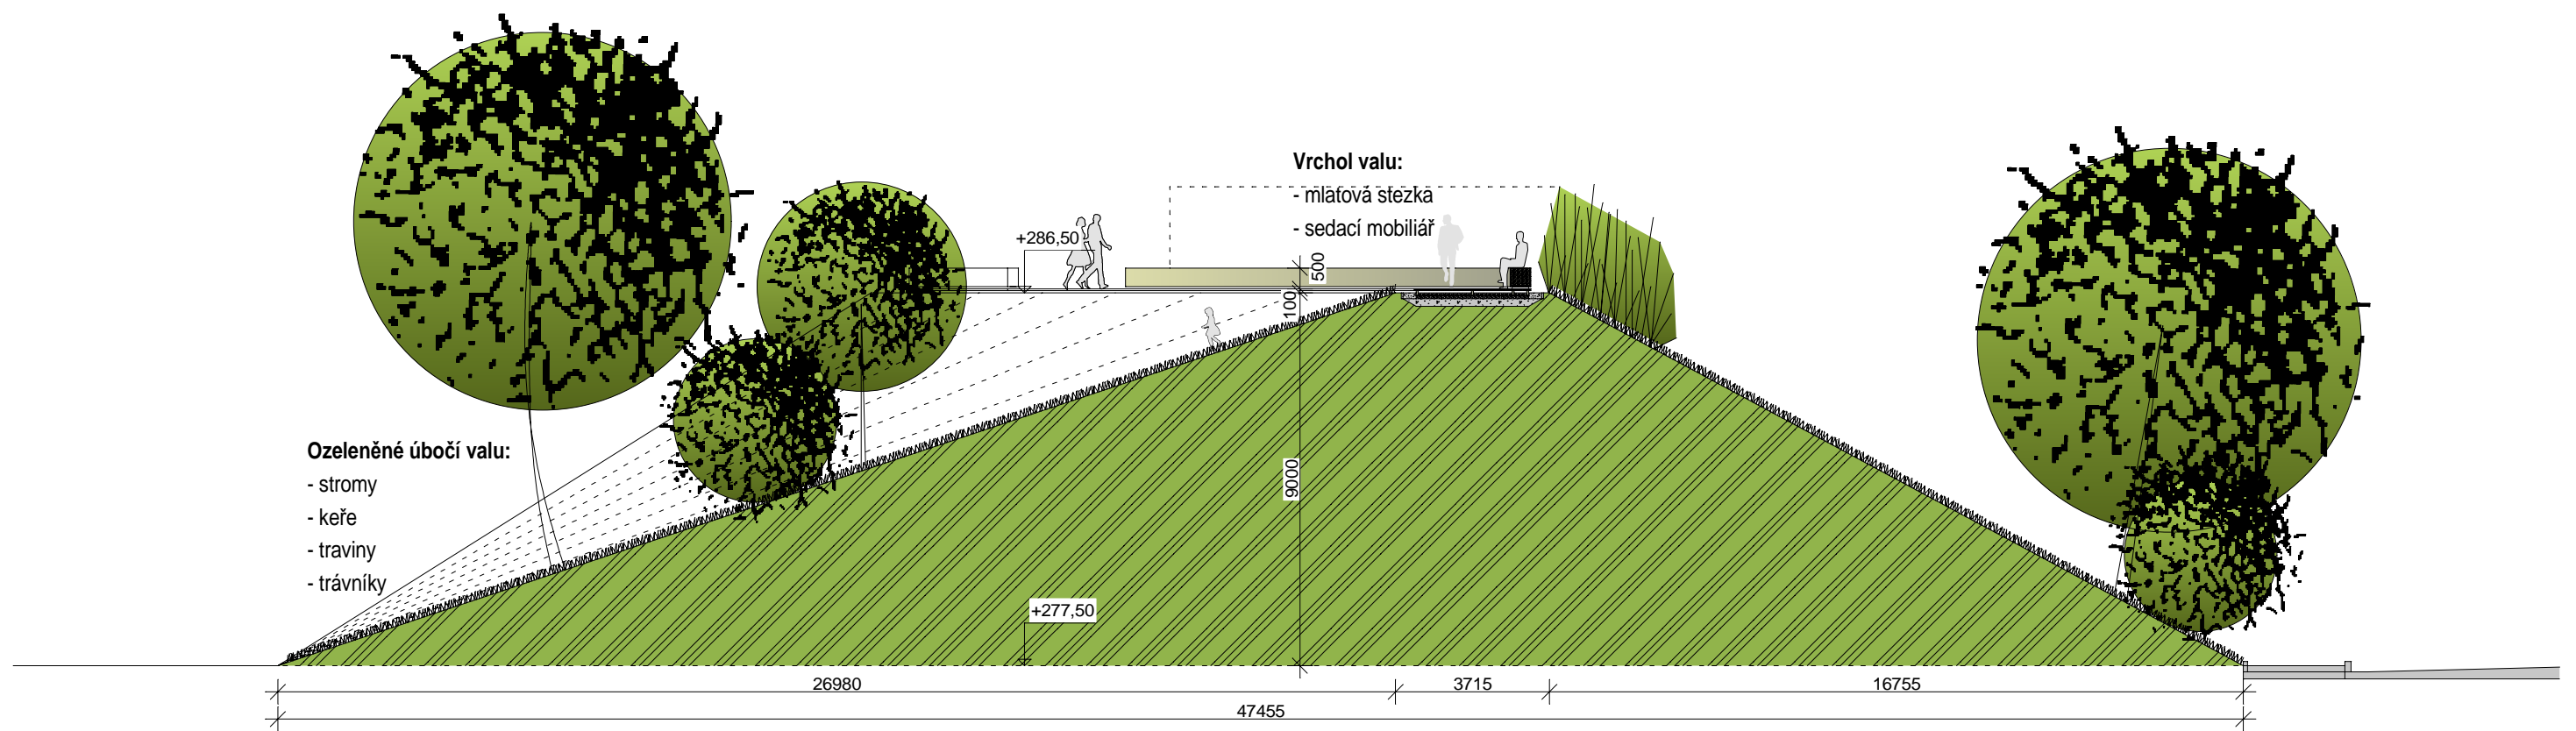 Vrchol valu:
- mlatová stezka
- sedací mobiliář
+286,50
500
100
Ozeleněné úbočí valu:
- stromy
- keře
- traviny
- trávníky
9000
+277,50
26980
3715
16755
47455